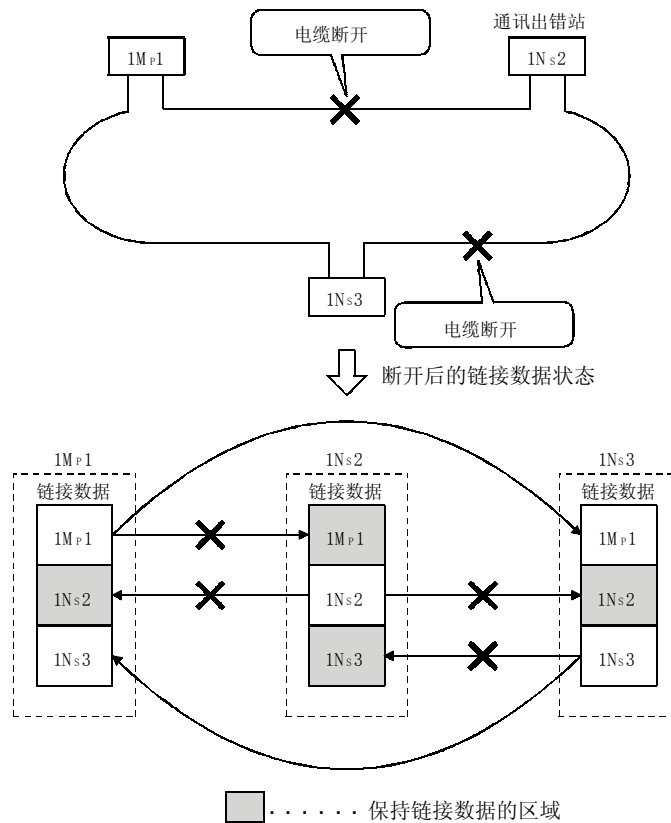 通讯出错站
电缆断开
1MP1
1NS2
1NS3
电缆断开
断开后的链接数据状态
1MP1
1NS2
1NS3
链接数据
链接数据
链接数据
1MP1
1MP1
1MP1
1NS2
1NS2
1NS2
1NS3
1NS3
1NS3
······保持链接数据的区域